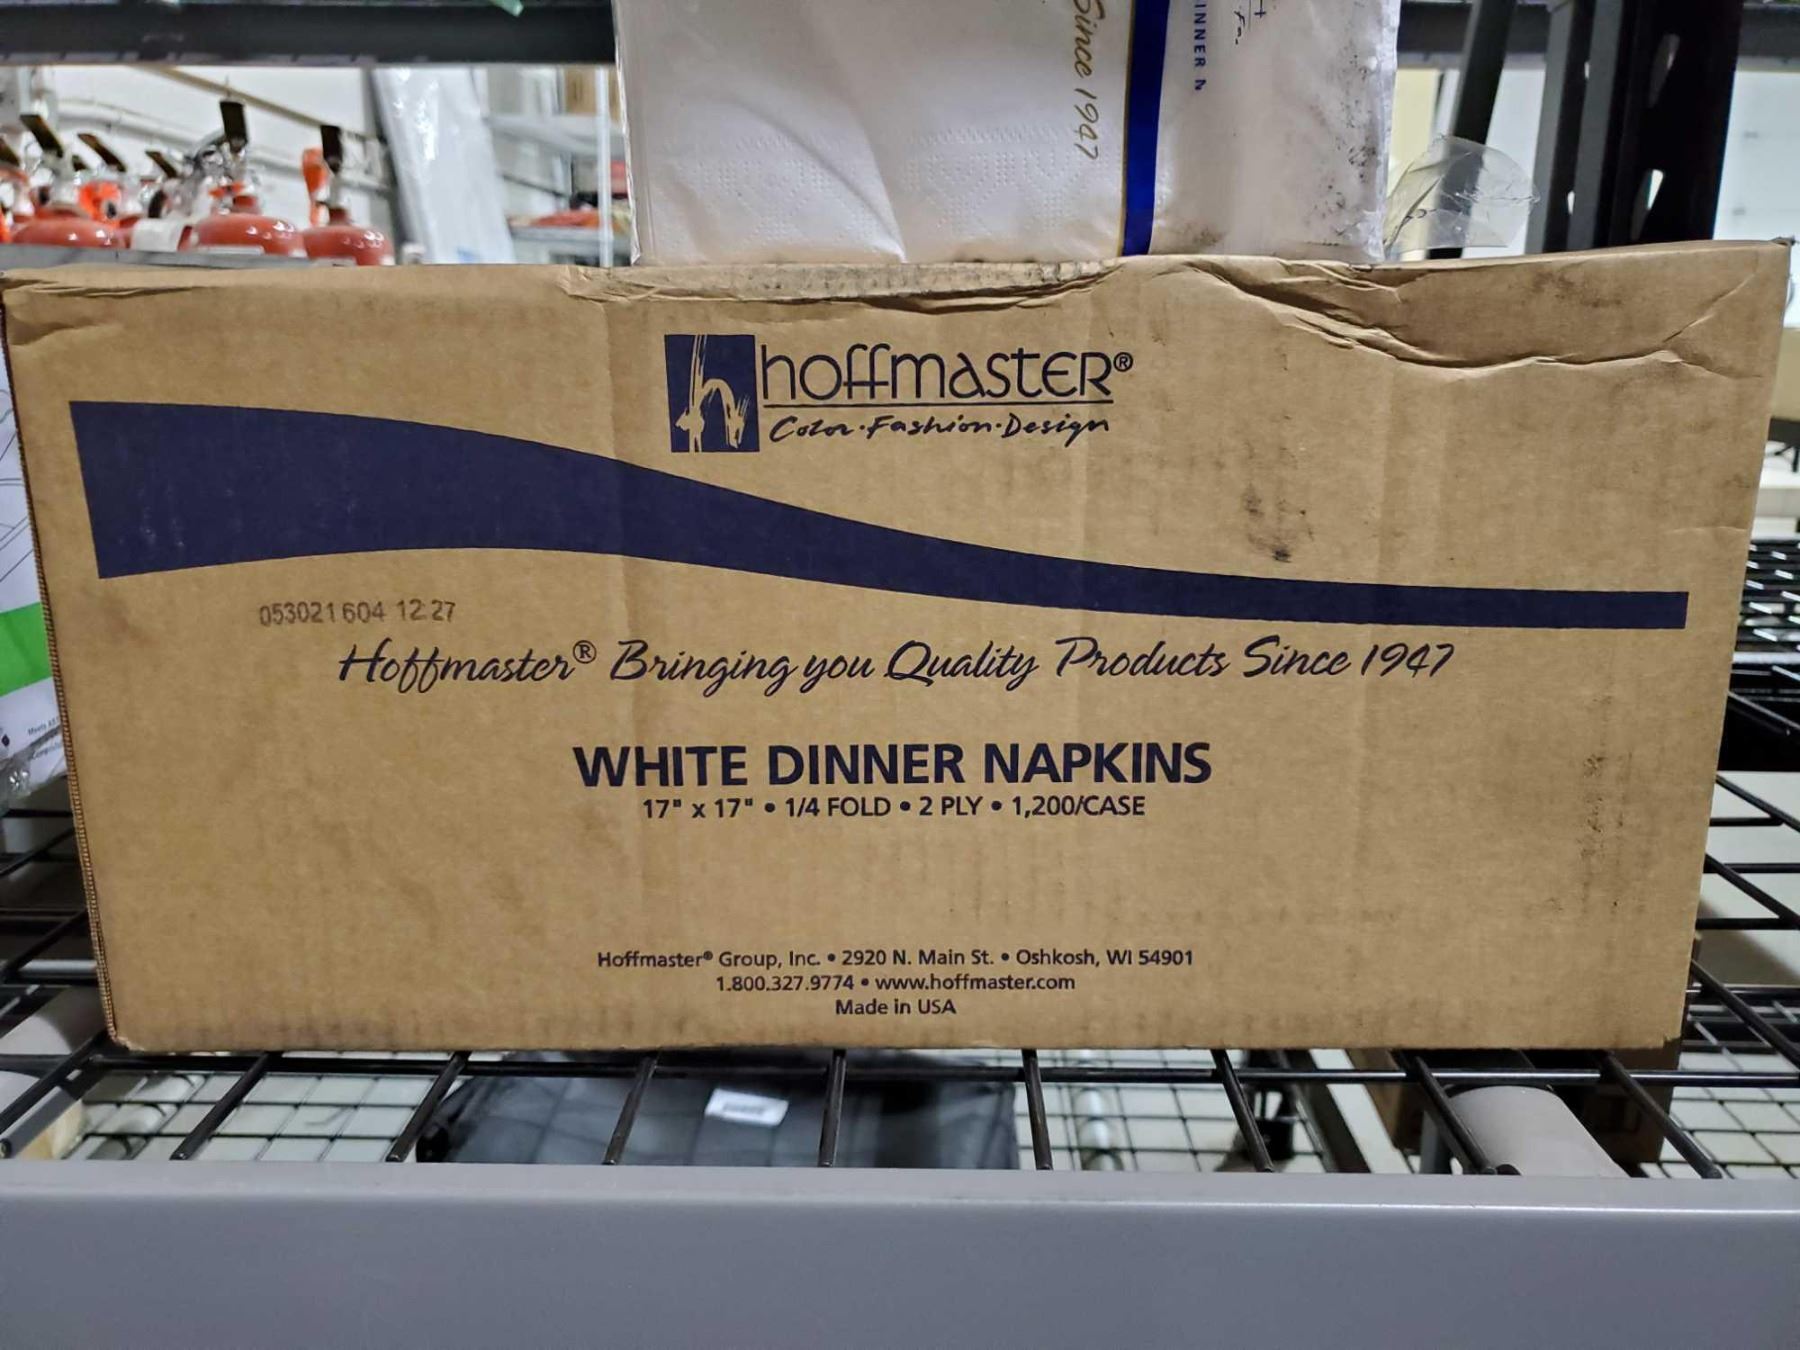 Since 1947
INNER N
hoffmaster®
Color·Fashion·Design
053021604 12:27
Hoffmaster® Bringing you Quality Products Since 1947
WHITE DINNER NAPKINS
17" x 17" • 1/4 FOLD • 2 PLY • 1,200/CASE
Hoffmaster® Group, Inc. • 2920 N. Main St. • Oshkosh, WI 54901
1.800.327.9774 • www.hoffmaster.com
Made in USA